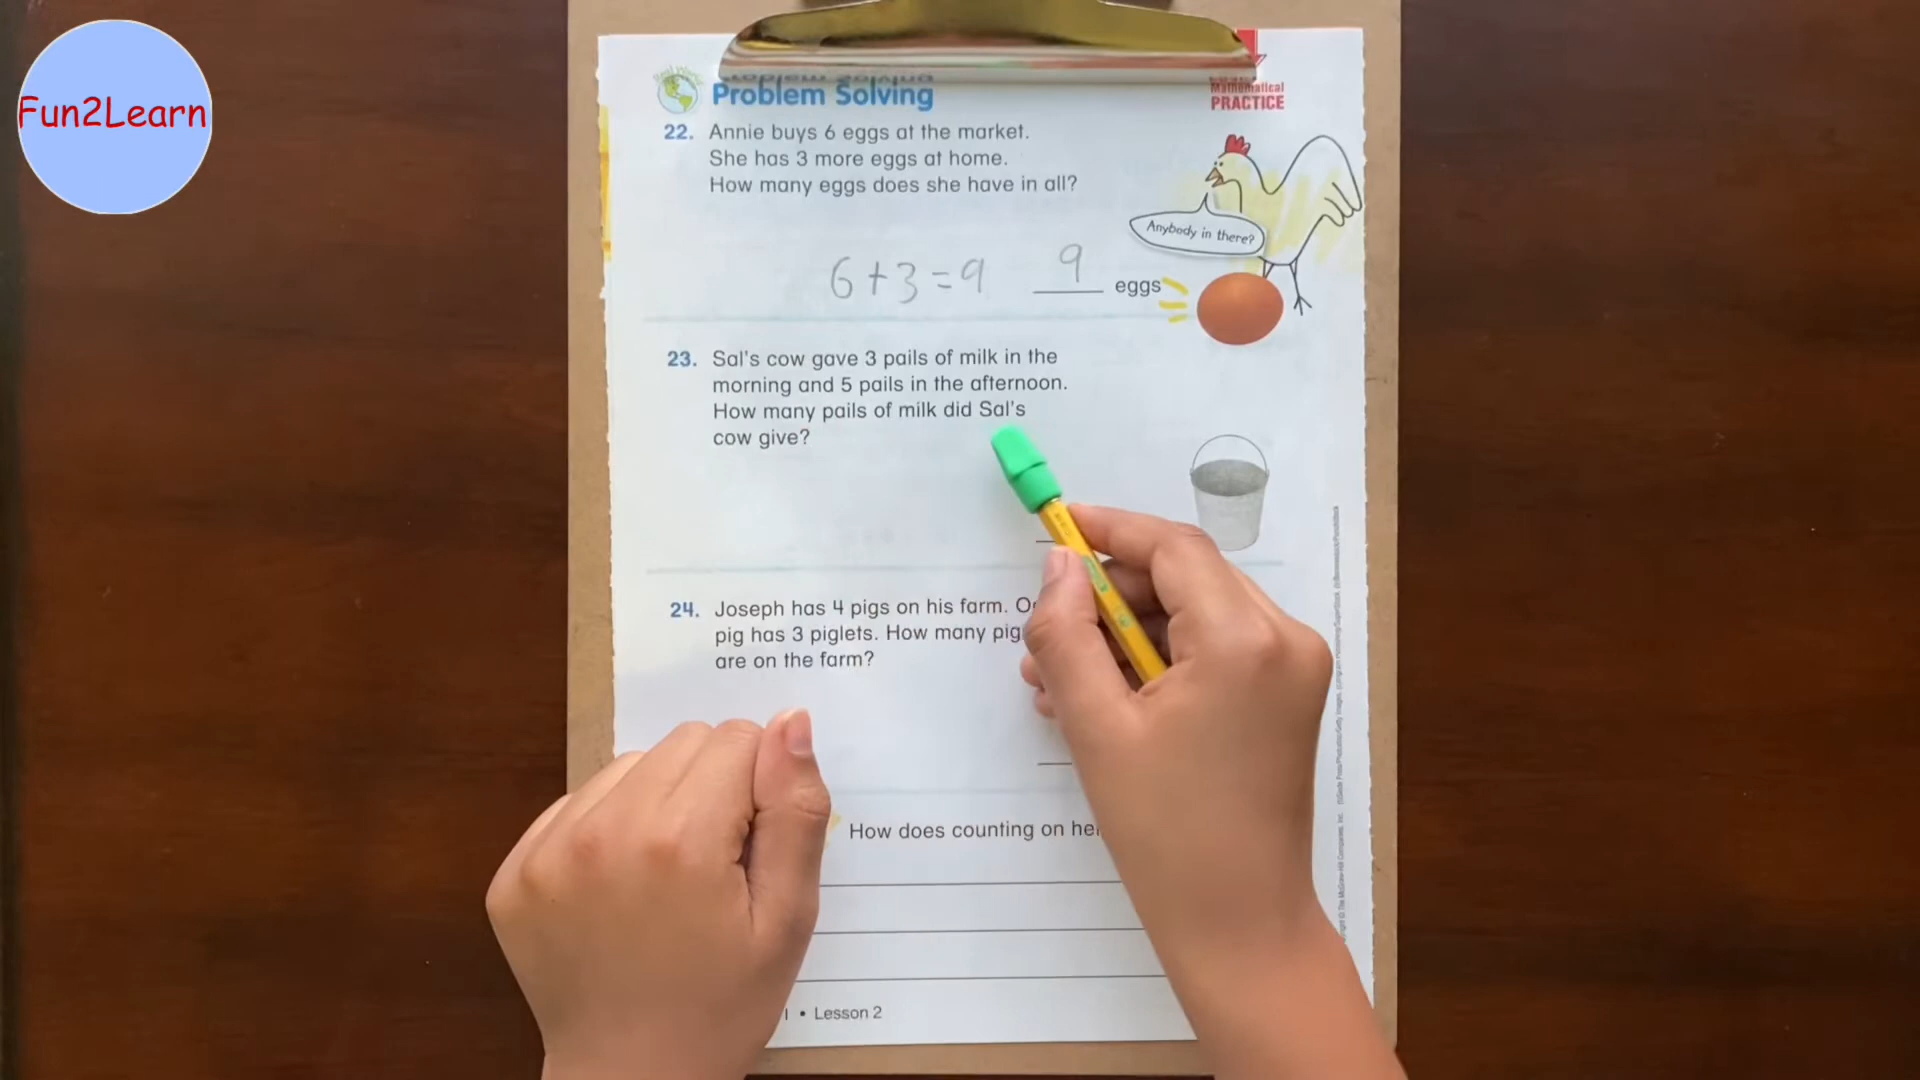 Fun2Learn
Problem Solving
Mathematical
PRACTICE
22. Annie buys 6 eggs at the market.
She has 3 more eggs at home.
How many eggs does she have in all?
Anybody in there?
6+3=9 9 eggs
23. Sal's cow gave 3 pails of milk in the
morning and 5 pails in the afternoon.
How many pails of milk did Sal's
cow give?
24. Joseph has 4 pigs on his farm.
pig has 3 piglets. How many
are on the farm?
How does counting on
Lesson 2